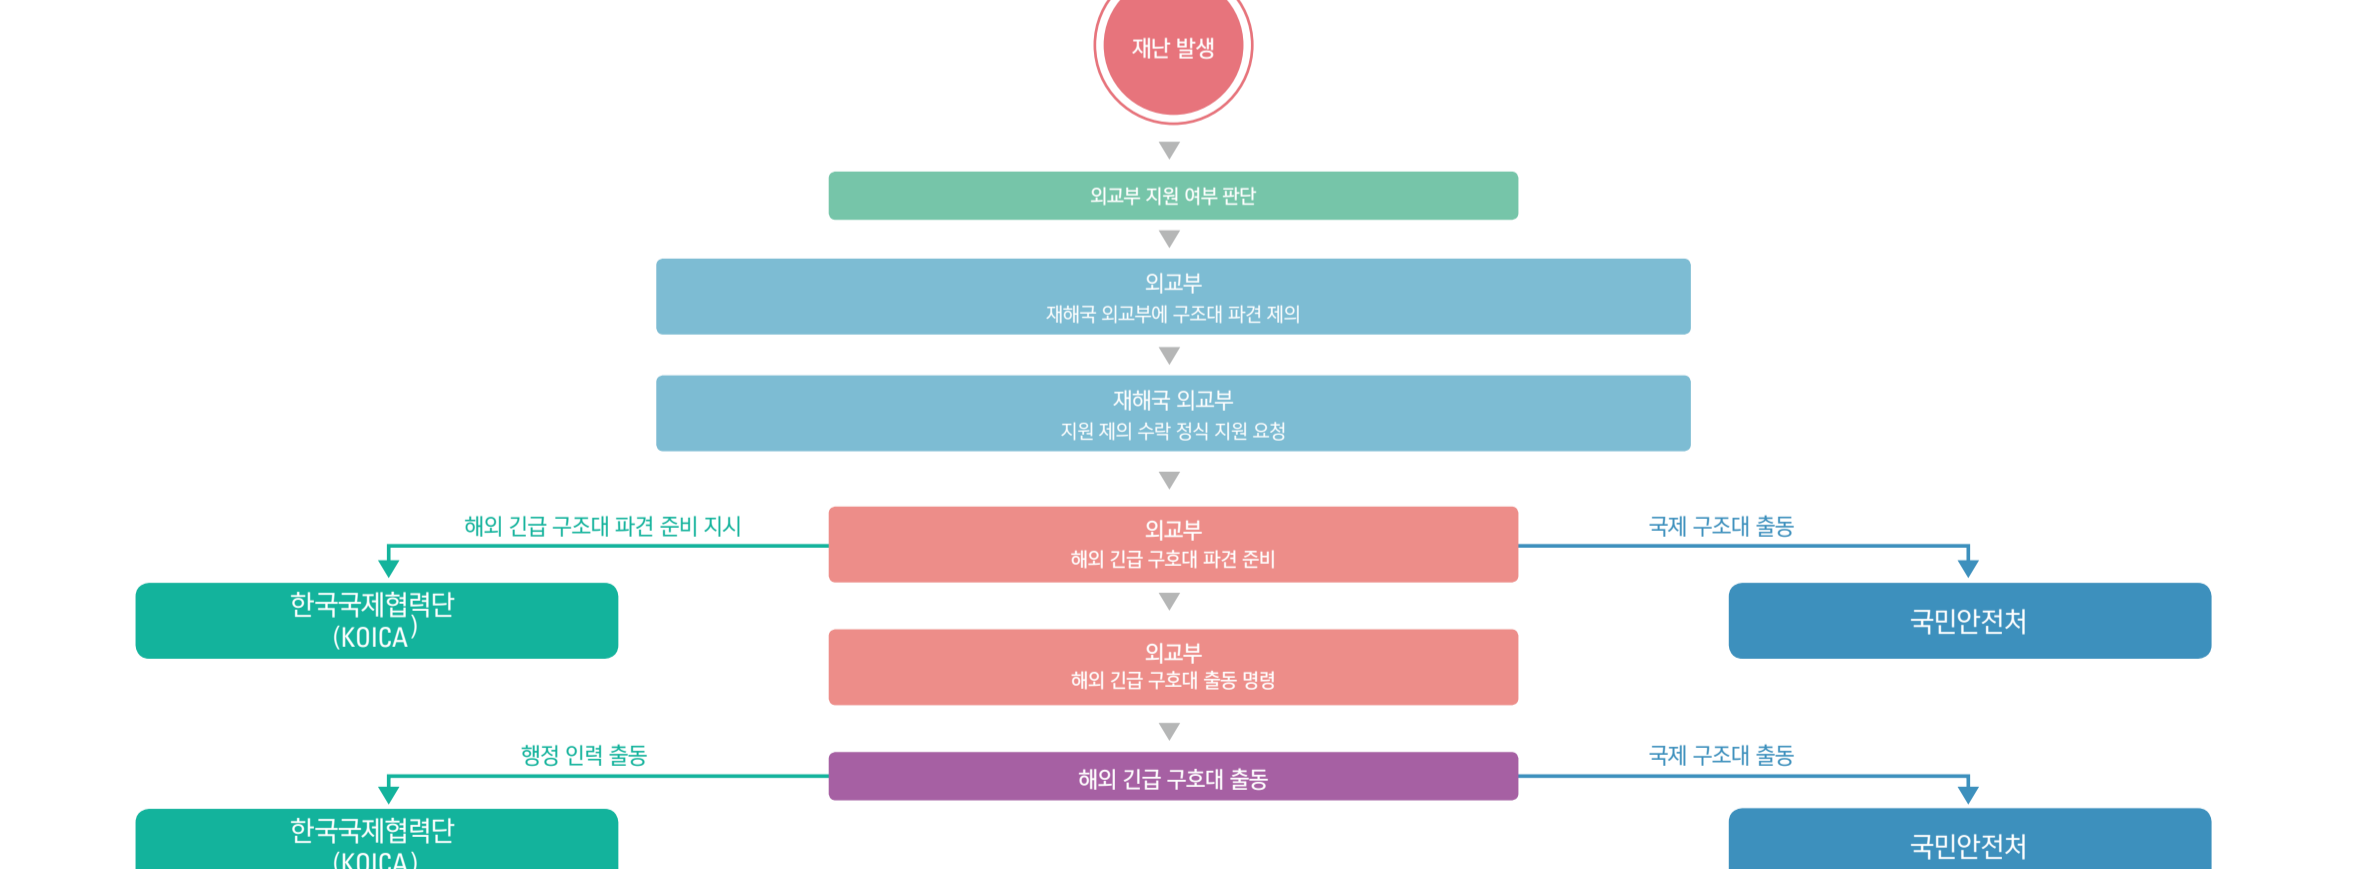 재난 발생
외교부 지원 여부 판단
외교부
재해국 외교부에 구조대 파견 제의
재해국 외교부
지원 제의 수락 정식 지원 요청
해외 긴급 구조대 파견 준비 지시
외교부
해외 긴급 구호대 파견 준비
국제 구조대 출동
한국국제협력단
(KOICA)
국민안전처
외교부
해외 긴급 구호대 출동 명령
행정 인력 출동
해외 긴급 구호대 출동
국제 구조대 출동
한국국제협력단
(KOICA)
국민안전처